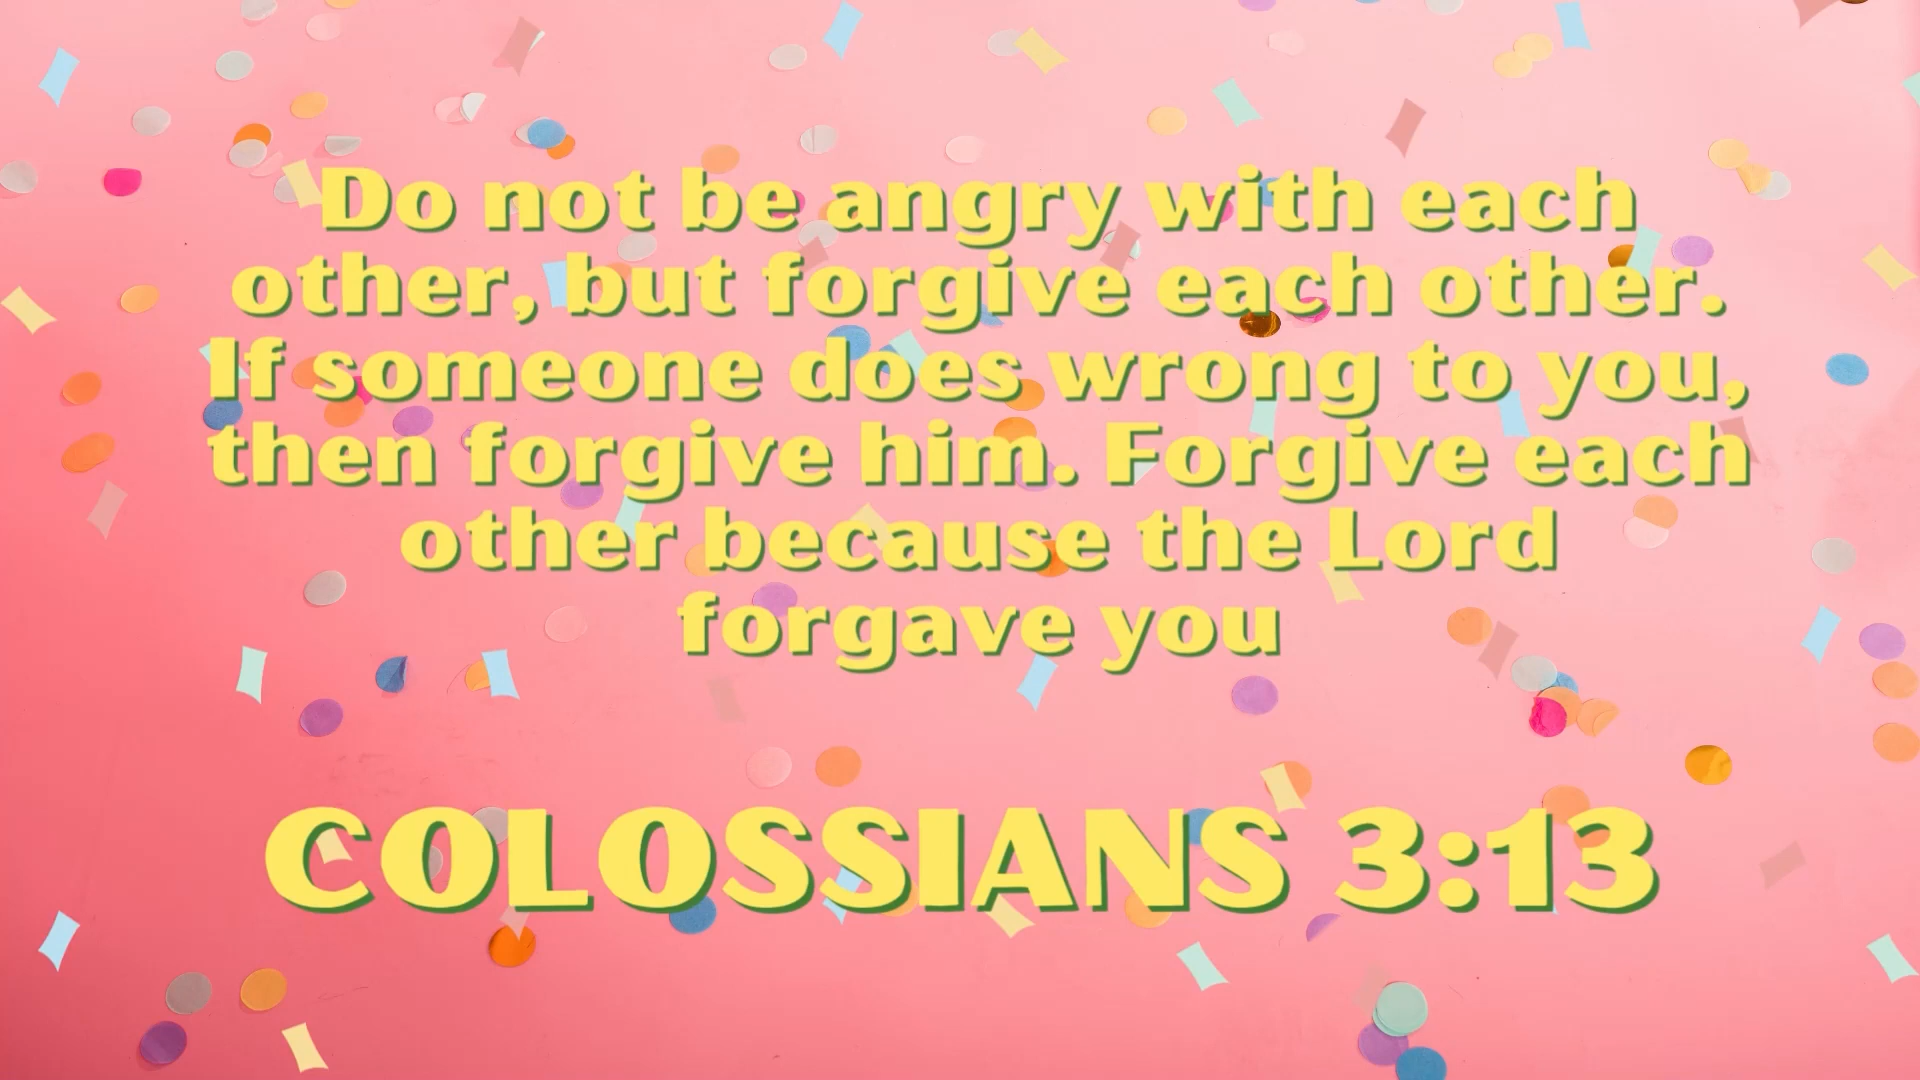 Do not be angry with each
other, but forgive each other.
If someone does wrong to you,
then forgive him. Forgive each
other because the Lord
forgave you
COLOSSIANS 3:13